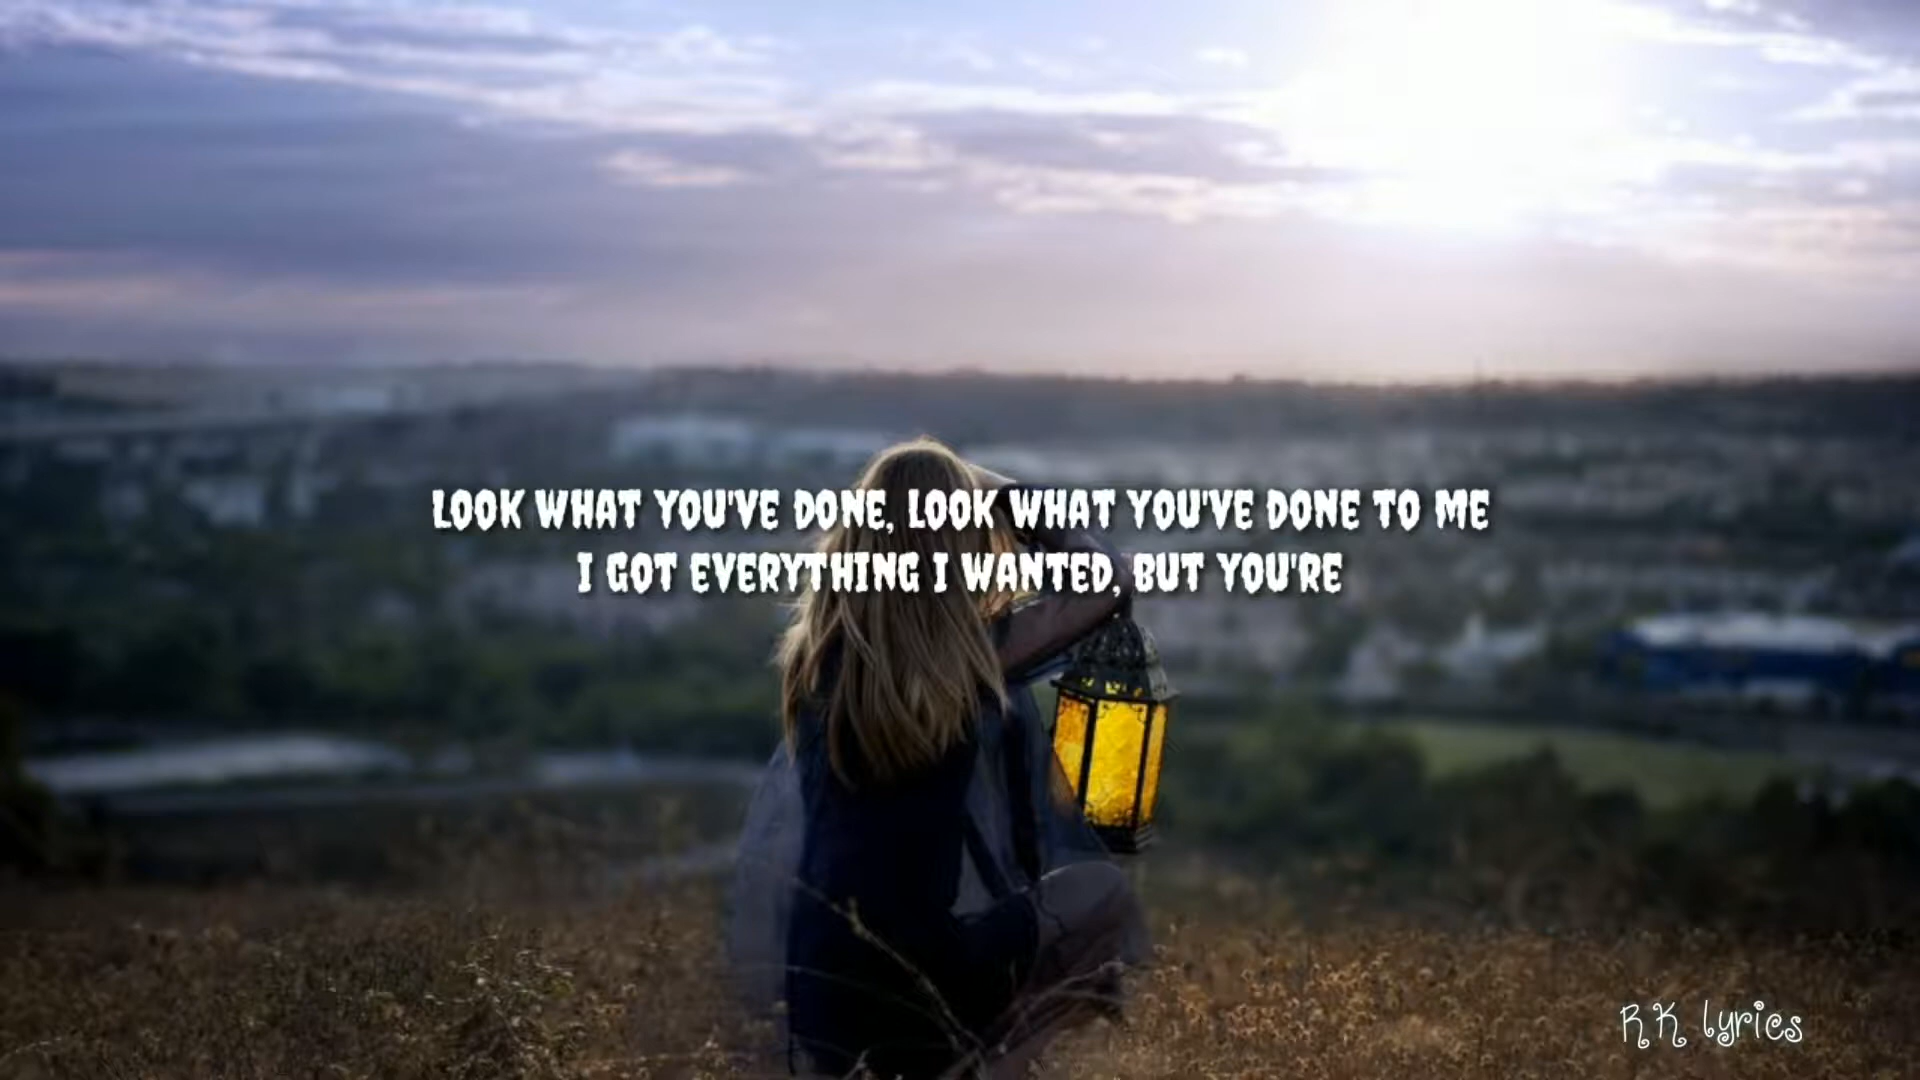 LOOK WHAT YOU'VE DONE, LOOK WHAT YOU'VE DONE TO ME
I GOT EVERYTHING I WANTED, BUT YOU'RE
RK lyrics